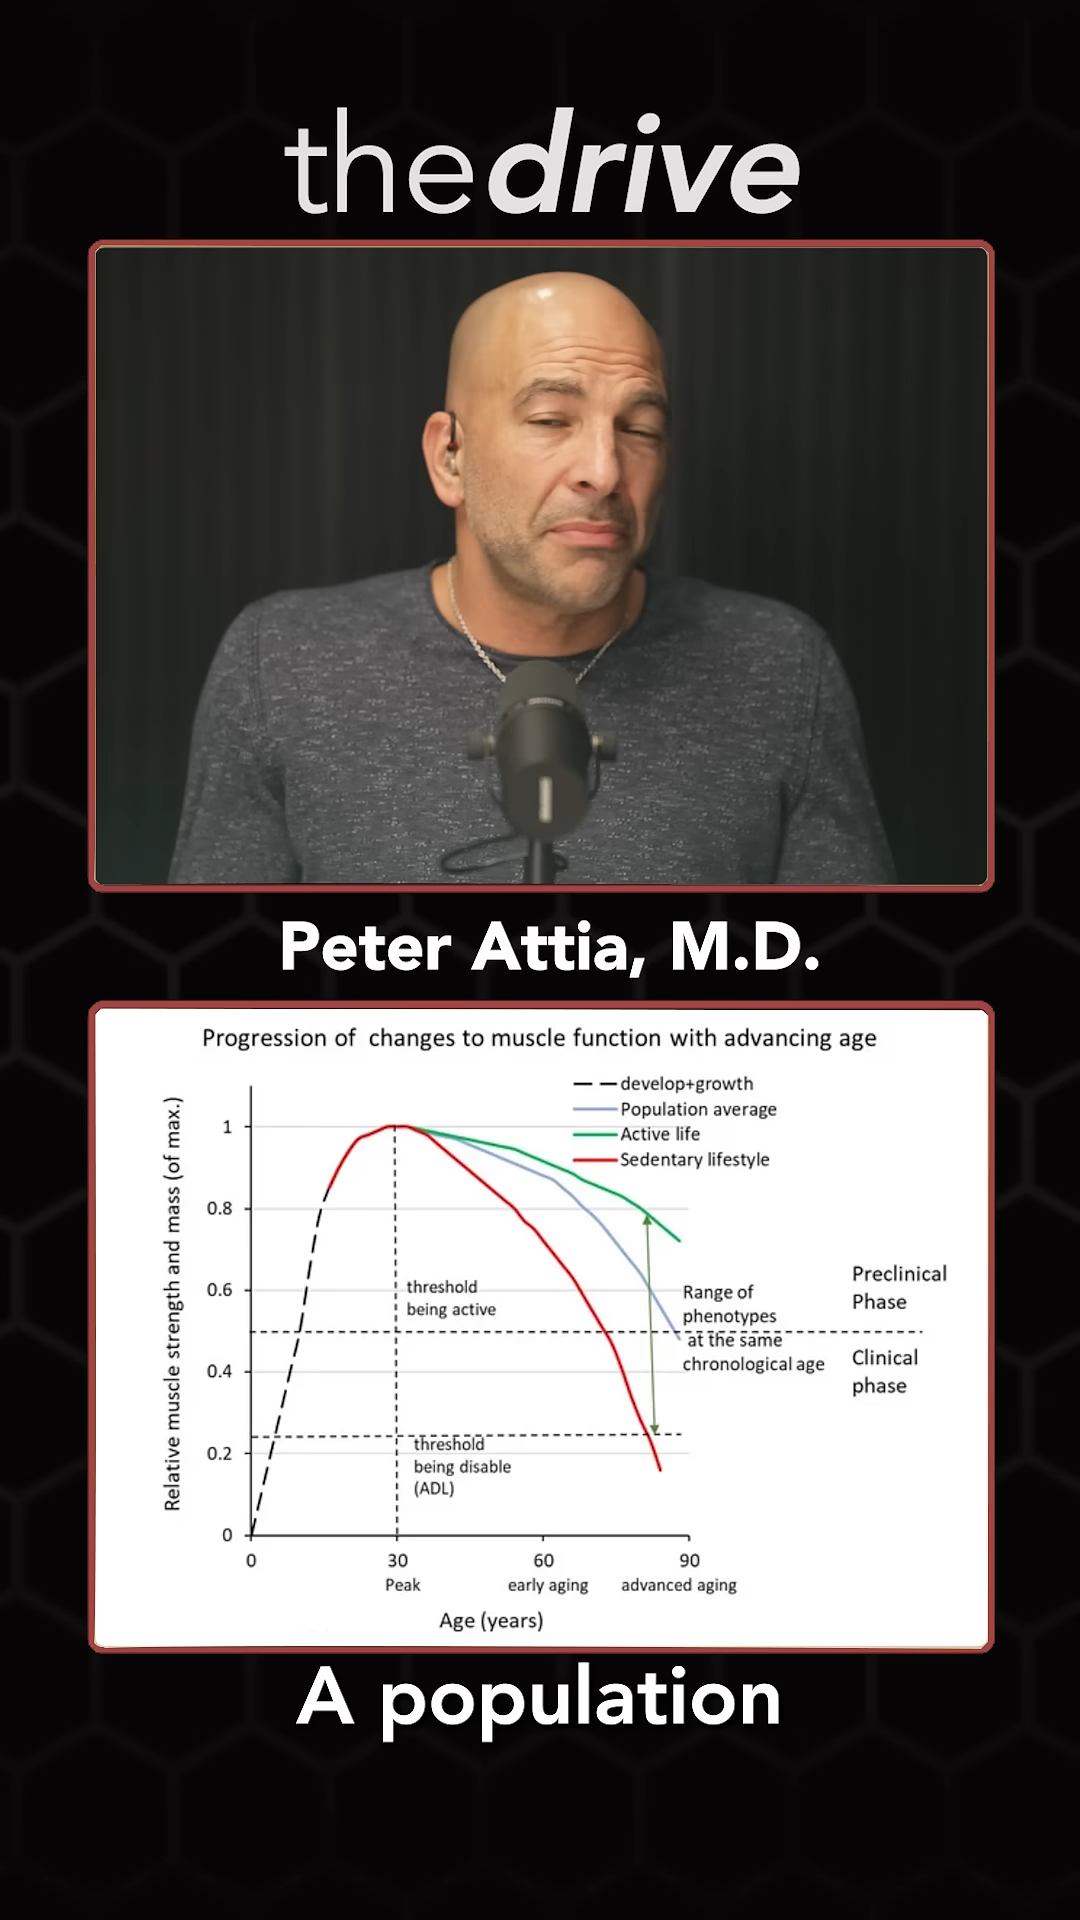 thedrive
Peter Attia, M.D.
Progression of changes to muscle function with advancing age
develop+growth
Population average
Active life
Sedentary lifestyle
Relative muscle strength and mass (of max.)
1
0.8
0.6
0.4
0.2
0
threshold
being active
Range of
phenotypes
at the same
chronological age
Preclinical
Phase
Clinical
phase
threshold
being disable
(ADL)
0 30 60 90
Peak early aging advanced aging
Age (years)
A population